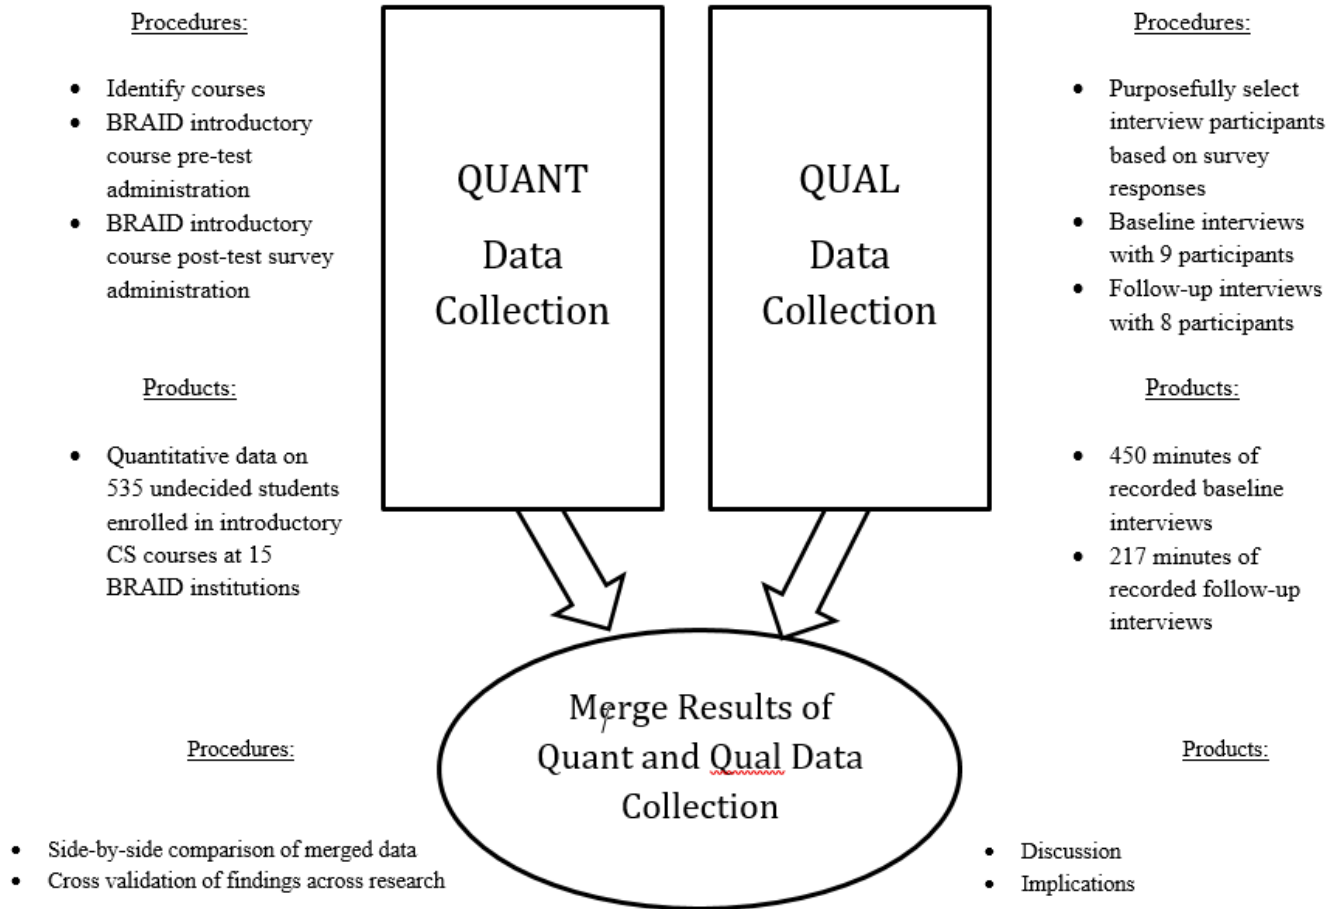 Procedures:
Identify courses
BRAID introductory
course pre-test
administration
BRAID introductory
course post-test survey
administration
Products:
Quantitative data on
535 undecided students
enrolled in introductory
CS courses at 15
BRAID institutions
QUANT
Data
Collection
QUAL
Data
Collection
Procedures:
Purposefully select
interview participants
based on survey
responses
Baseline interviews
with 9 participants
Follow-up interviews
with 8 participants
Products:
450 minutes of
recorded baseline
interviews
217 minutes of
recorded follow-up
interviews
Merge Results of
Quant and Qual Data
Collection
Procedures:
Side-by-side comparison of merged data
Cross validation of findings across research
Products:
Discussion
Implications